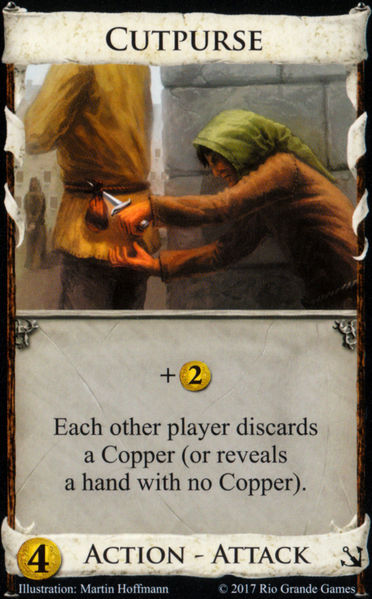 Cutpurse
+2
Each other player discards
a Copper (or reveals
a hand with no Copper).
4 Action - Attack
Illustration: Martin Hoffmann © 2017 Rio Grande Games